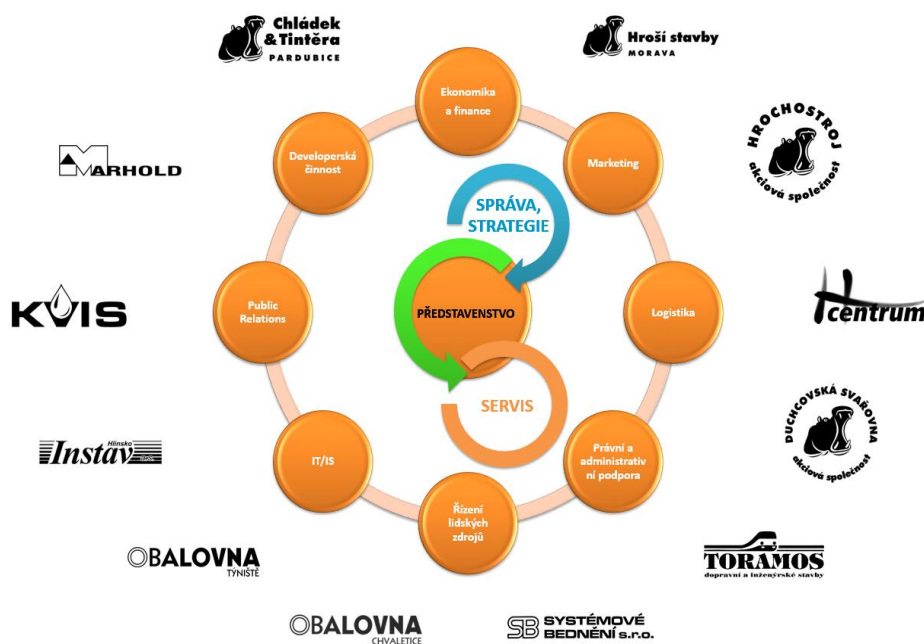 Chládek
& Tintěra
PARDUBICE
Hroší stavby
MORAVA
Ekonomika
a finance
Developerská
činnost
Marketing
HROCHOSTROJ
akciová společnost
MARHOLD
SPRÁVA,
STRATEGIE
KVIS
Public
Relations
PŘEDSTAVENSTVO
Logistika
Hcentrum
SERVIS
DUCHCOVSKÁ SVAŘOVNA
akciová společnost
Hlinsko
Instav
IT/IS
Právní a
administrativ
ní podpora
Řízení
lidských
zdrojů
OBALOVNA
TÝNIŠTĚ
TORAMOS
dopravní a inženýrské stavby
OBALOVNA
CHVALETICE
SB SYSTÉMOVÉ
BEDNĚNÍ s.r.o.